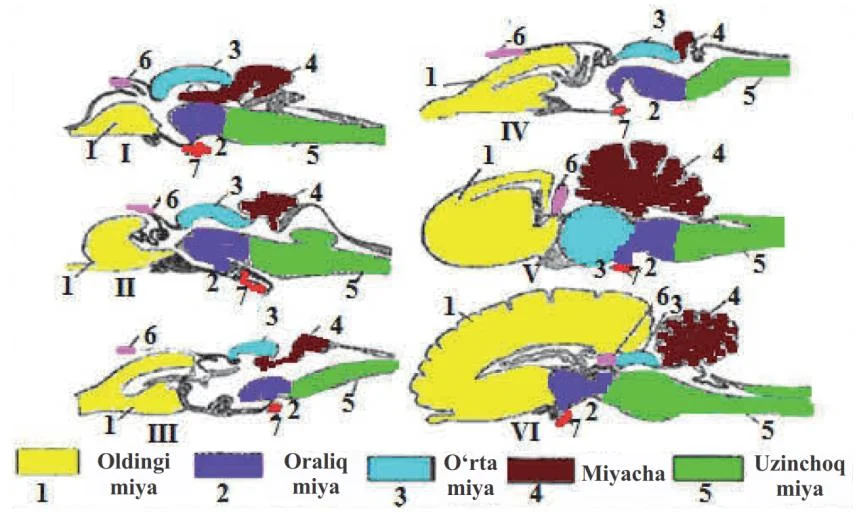 6 3 4
1 I 7 2 5
6 3 4
1 IV 7 2 5
6 3 4
1 II 2 7 5
1 6 4
V 3 7 2 5
6 3 4
1 III 7 2 5
1 6 3 4
VI 7 2 5
Oldingi miya
1
Oraliq miya
2
O‘rta miya
3
Miyacha
4
Uzinchoq miya
5